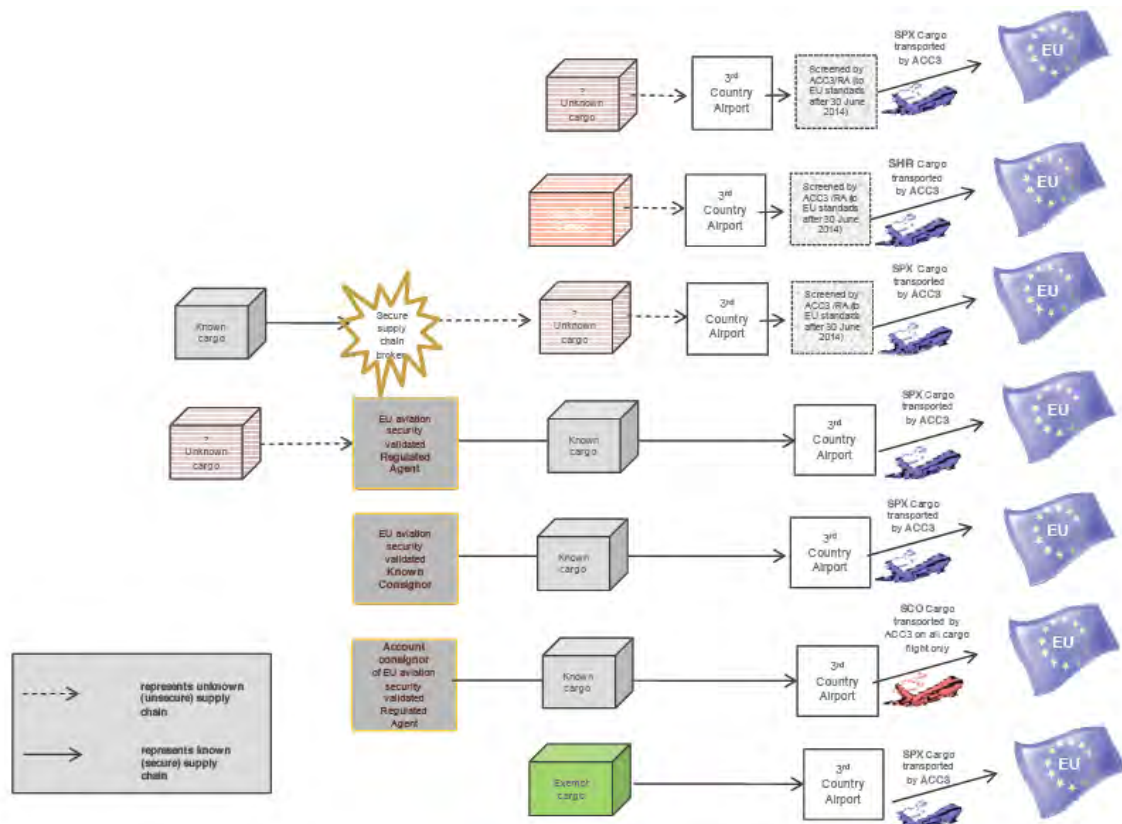 SPX Cargo
transported
by ACC3
EU
?
Unknown
cargo
3rd
Country
Airport
Screened by
ACC3/RA (to
EU standards
after 30 June
2014)
SHR Cargo
transported
by ACC3
EU
3rd
Country
Airport
Screened by
ACC3 /RA (to
EU standards
after 30 June
2014)
SPX Cargo
transported
by ACC3
EU
Known
cargo
Secure
supply
chain
broken
?
Unknown
cargo
3rd
Country
Airport
Screened by
ACC3 /RA (to
EU standards
after 30 June
2014)
SPX Cargo
transported
by ACC3
EU
?
Unknown
cargo
EU aviation
security
validated
Regulated
Agent
Known
cargo
3rd
Country
Airport
SPX Cargo
transported
by ACC3
EU
EU aviation
security
validated
Known
Consignor
Known
cargo
3rd
Country
Airport
SCO Cargo
transported by
ACC3 on all cargo
flight only
EU
Account
consignor
of EU aviation
security
validated
Regulated
Agent
Known
cargo
3rd
Country
Airport
SPX Cargo
transported
by ACC3
EU
Exempt
cargo
3rd
Country
Airport
represents unknown
(unsecure) supply
chain
represents known
(secure) supply
chain